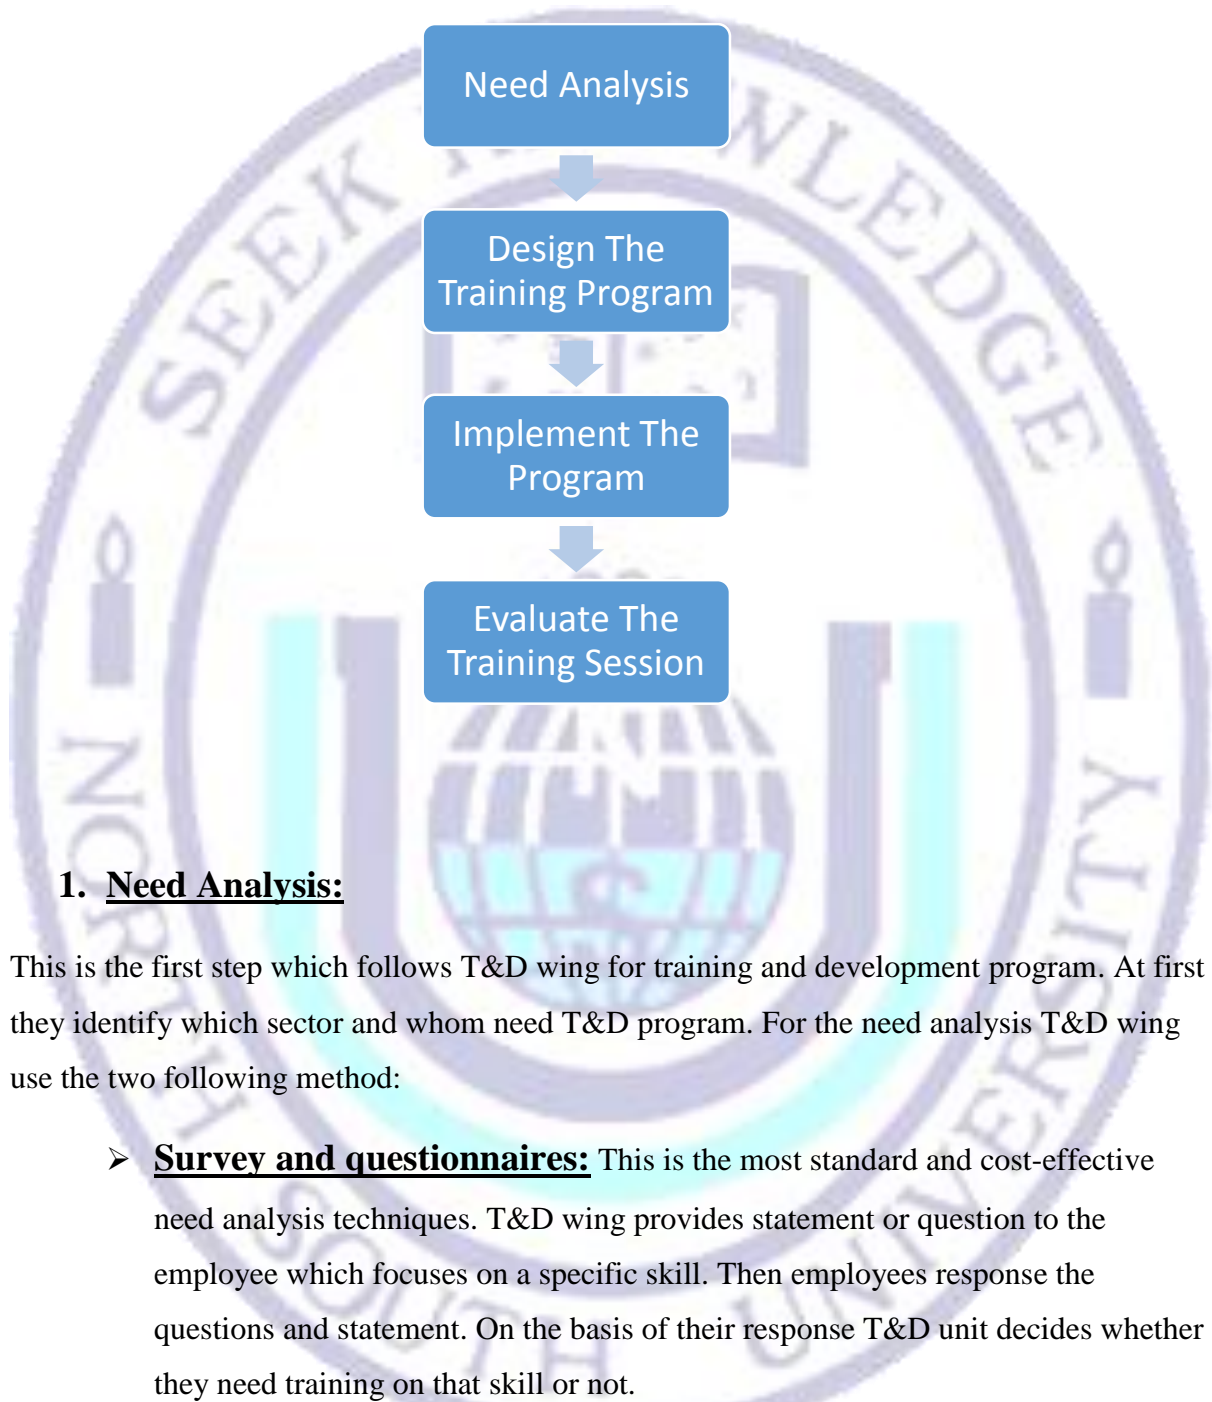 Need Analysis
Design The
Training Program
Implement The
Program
Evaluate The
Training Session
1. Need Analysis:
This is the first step which follows T&D wing for training and development program. At first
they identify which sector and whom need T&D program. For the need analysis T&D wing
use the two following method:
➢ Survey and questionnaires: This is the most standard and cost-effective
need analysis techniques. T&D wing provides statement or question to the
employee which focuses on a specific skill. Then employees response the
questions and statement. On the basis of their response T&D unit decides whether
they need training on that skill or not.
SEEK KNOWLEDGE
NORTH SOUTH UNIVERSITY